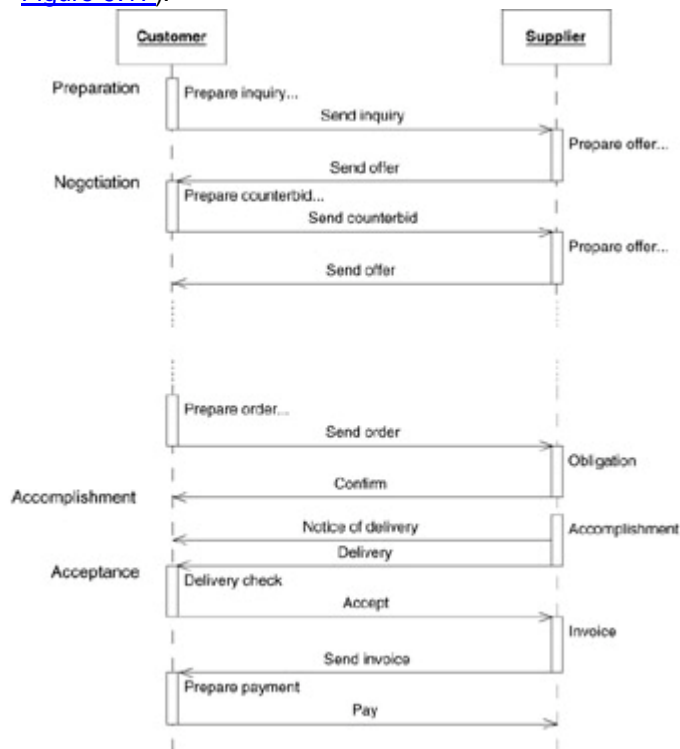 Customer
Supplier
Preparation
Prepare inquiry...
Send inquiry
Prepare offer...
Send offer
Negotiation
Prepare counterbid...
Send counterbid
Prepare offer...
Send offer
Prepare order...
Send order
Obligation
Confirm
Accomplishment
Notice of delivery
Accomplishment
Delivery
Acceptance
Delivery check
Accept
Invoice
Send invoice
Prepare payment
Pay